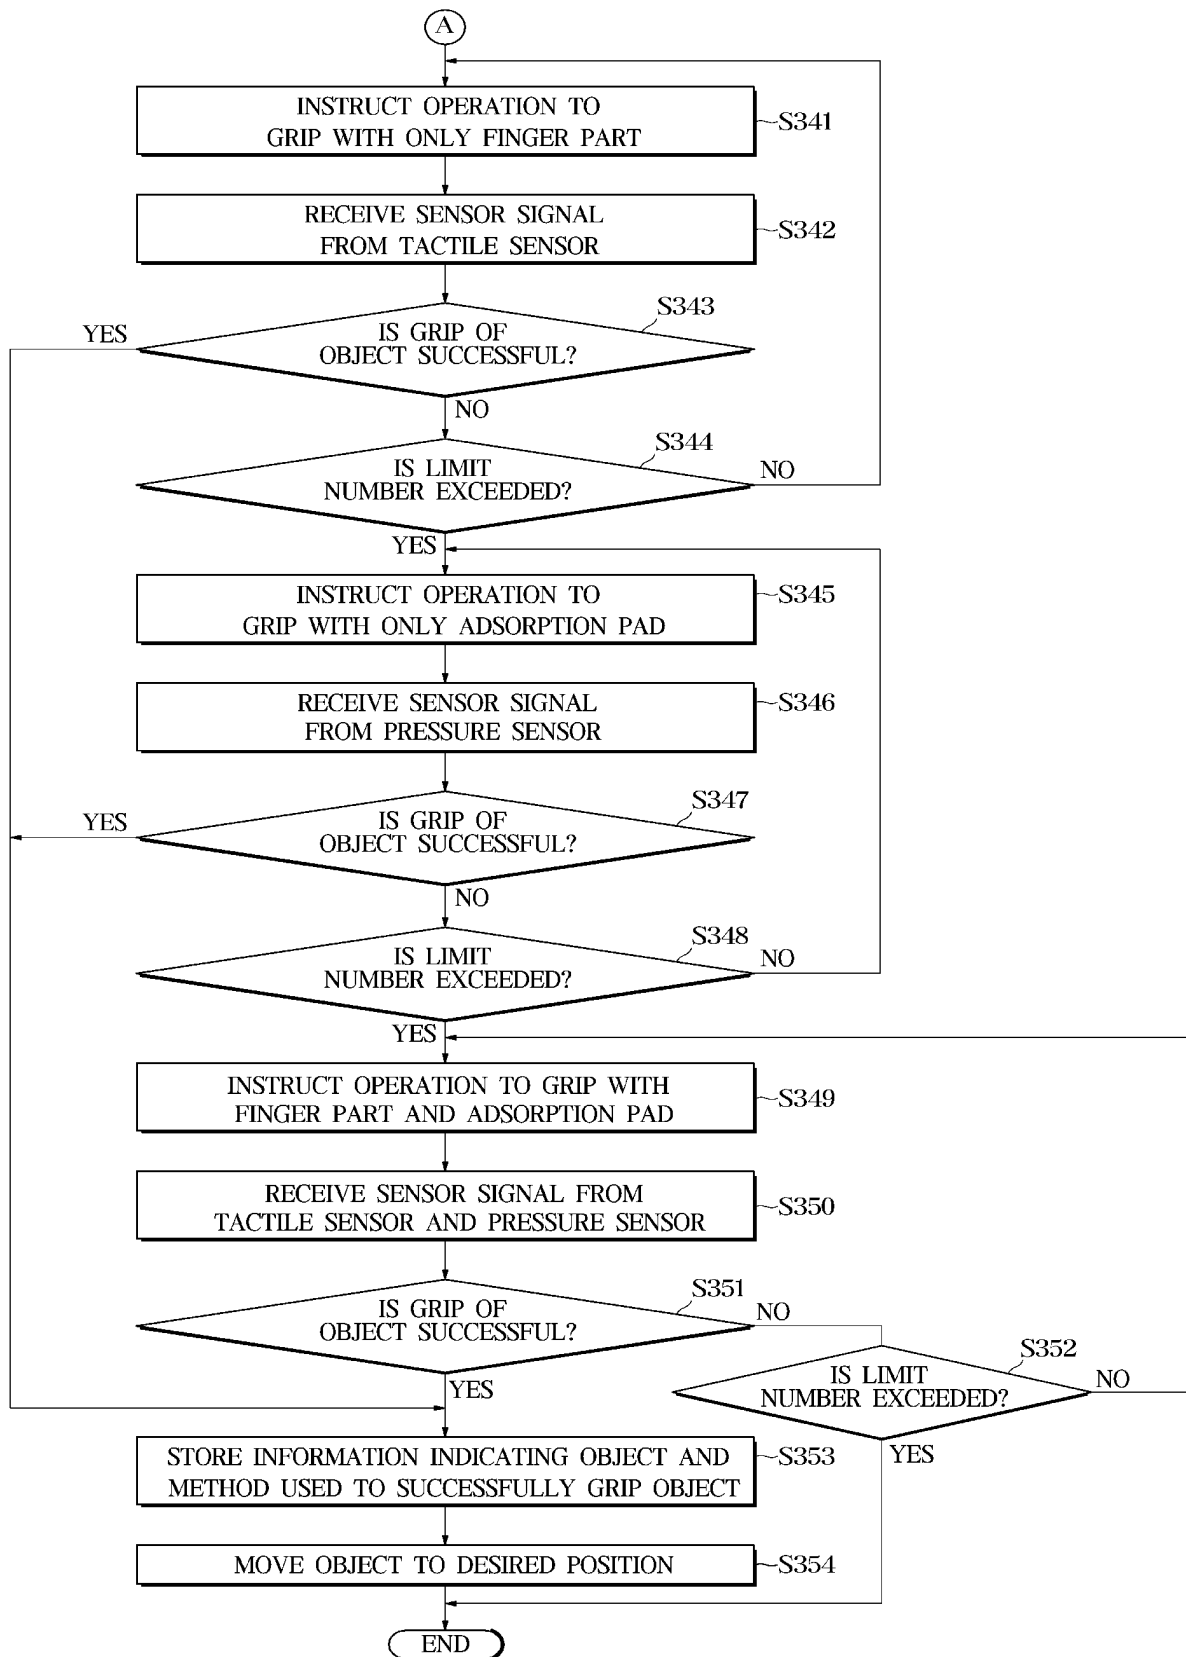 A
INSTRUCT OPERATION TO
GRIP WITH ONLY FINGER PART
S341
RECEIVE SENSOR SIGNAL
FROM TACTILE SENSOR
S342
S343
YES
IS GRIP OF
OBJECT SUCCESSFUL?
NO
S344
IS LIMIT
NUMBER EXCEEDED?
NO
YES
INSTRUCT OPERATION TO
GRIP WITH ONLY ADSORPTION PAD
S345
RECEIVE SENSOR SIGNAL
FROM PRESSURE SENSOR
S346
S347
YES
IS GRIP OF
OBJECT SUCCESSFUL?
NO
S348
IS LIMIT
NUMBER EXCEEDED?
NO
YES
INSTRUCT OPERATION TO GRIP WITH
FINGER PART AND ADSORPTION PAD
S349
RECEIVE SENSOR SIGNAL FROM
TACTILE SENSOR AND PRESSURE SENSOR
S350
S351
IS GRIP OF
OBJECT SUCCESSFUL?
NO
YES
S352
IS LIMIT
NUMBER EXCEEDED?
NO
YES
STORE INFORMATION INDICATING OBJECT AND
METHOD USED TO SUCCESSFULLY GRIP OBJECT
S353
MOVE OBJECT TO DESIRED POSITION
S354
END